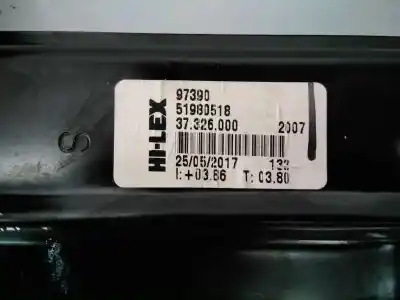 HI-LEX
97390
51980518
37.326.000 2007
25/05/2017 132
I:+03.86 T:03.80
S